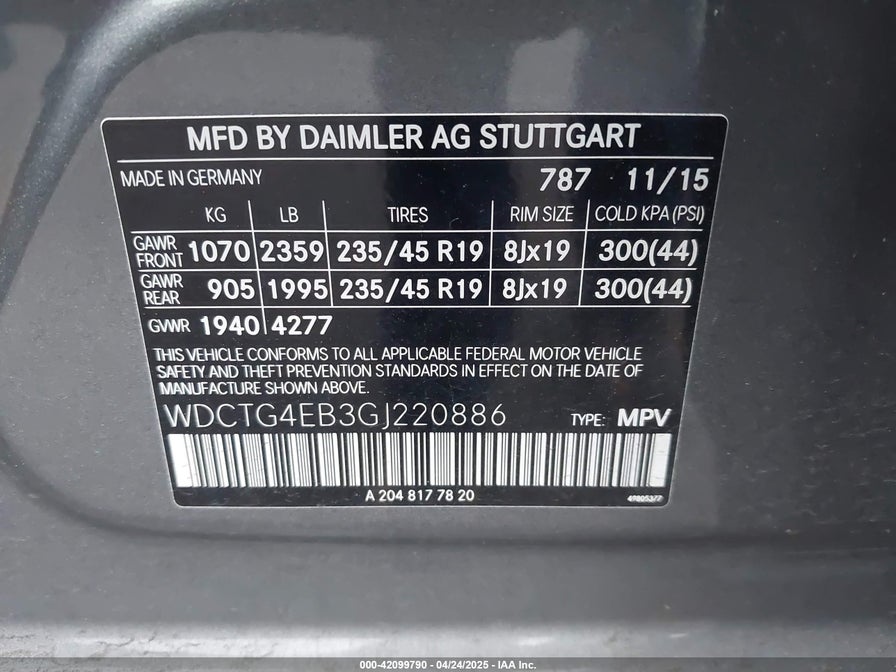 MFD BY DAIMLER AG STUTTGART
MADE IN GERMANY 787 11/15
KG LB TIRES RIM SIZE COLD KPA (PSI)
GAWR FRONT 1070 2359 235/45 R19 8Jx19 300(44)
GAWR REAR 905 1995 235/45 R19 8Jx19 300(44)
GVWR 1940 4277
THIS VEHICLE CONFORMS TO ALL APPLICABLE FEDERAL MOTOR VEHICLE
SAFETY AND THEFT PREVENTION STANDARDS IN EFFECT ON THE DATE OF
MANUFACTURE SHOWN ABOVE.
WDCTG4EB3GJ220886 TYPE: MPV
A 204 817 78 20
000-42099790 - 04/24/2025 - IAA Inc.